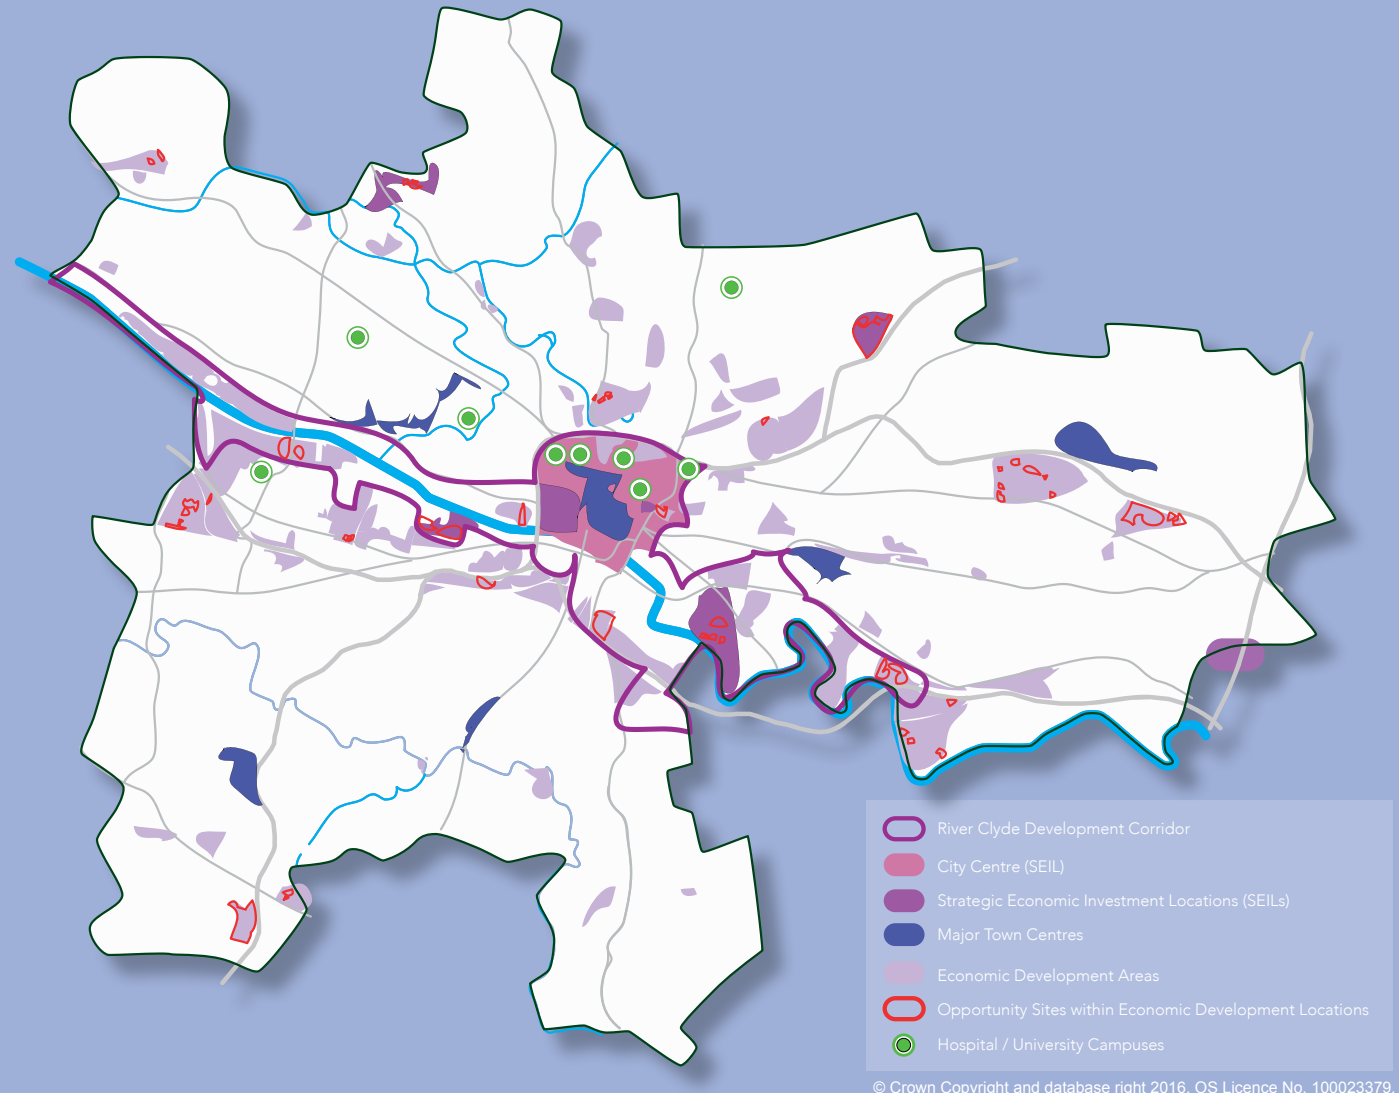 River Clyde Development Corridor
City Centre (SEIL)
Strategic Economic Investment Locations (SEILs)
Major Town Centres
Economic Development Areas
Opportunity Sites within Economic Development Locations
Hospital / University Campuses
© Crown Copyright and database right 2016. OS Licence No. 100023379.